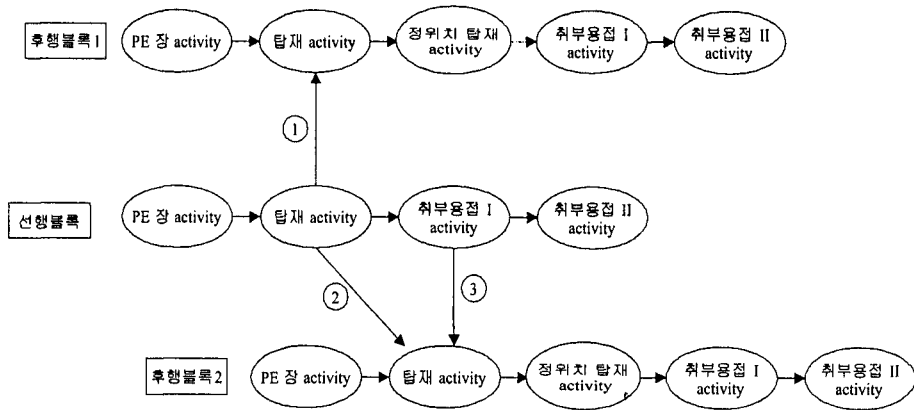 후행블록1
PE 장 activity
탑재 activity
정위치 탑재
activity
취부용접 I
activity
취부용접 II
activity
1
선행블록
PE 장 activity
탑재 activity
취부용접 I
activity
취부용접 II
activity
2
3
후행블록2
PE 장 activity
탑재 activity
정위치 탑재
activity
취부용접 I
activity
취부용접 II
activity